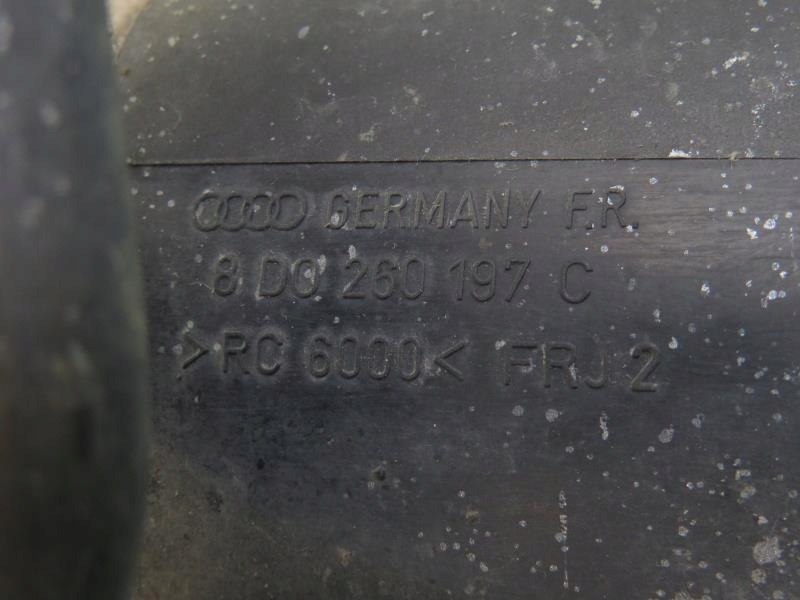 GERMANY F.R.
8 D0 260 197 C
>RC 6000< FRJ 2